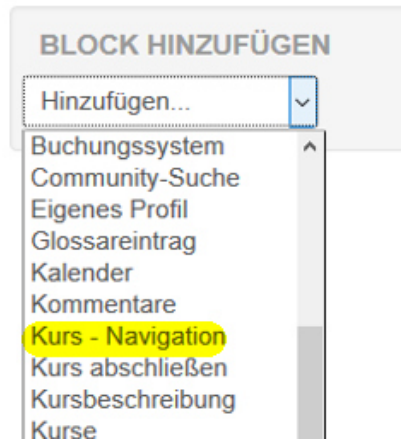 BLOCK HINZUFÜGEN
Hinzufügen...
Buchungssystem
Community-Suche
Eigenes Profil
Glossareintrag
Kalender
Kommentare
Kurs - Navigation
Kurs abschließen
Kursbeschreibung
Kurse